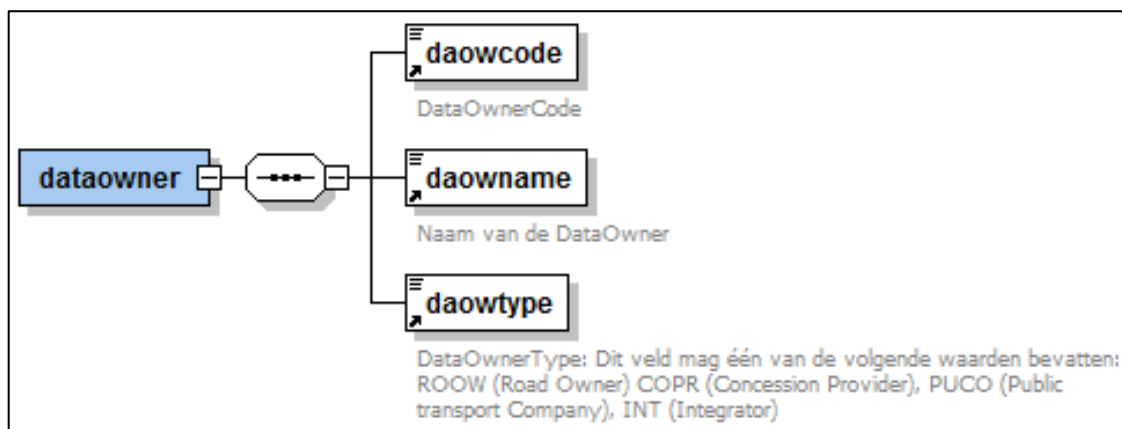 daowcode
DataOwnerCode
dataowner
daowname
Naam van de DataOwner
daowtype
DataOwnerType: Dit veld mag één van de volgende waarden bevatten:
ROOW (Road Owner) COPR (Concession Provider), PUCO (Public
transport Company), INT (Integrator)